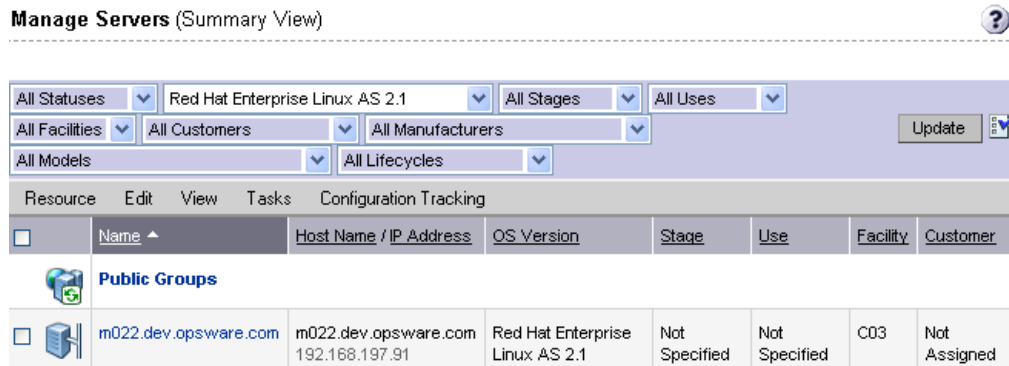 Manage Servers (Summary View)
?
All Statuses Red Hat Enterprise Linux AS 2.1 All Stages All Uses
All Facilities All Customers All Manufacturers Update
All Models All Lifecycles
Resource Edit View Tasks Configuration Tracking
Name Host Name / IP Address OS Version Stage Use Facility Customer
Public Groups
m022.dev.opsware.com m022.dev.opsware.com Red Hat Enterprise Not Not C03 Not
192.168.197.91 Linux AS 2.1 Specified Specified Assigned